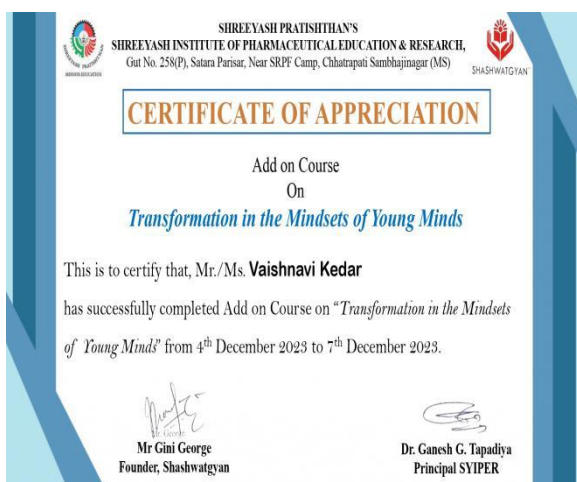 SHREEYASH PRATISHTHAN'S
SHREEYASH INSTITUTE OF PHARMACEUTICAL EDUCATION & RESEARCH,
Gut No. 258(P), Satara Parisar, Near SRPF Camp, Chhatrapati Sambhajinagar (MS)
SHASHWATGYAN
CERTIFICATE OF APPRECIATION
Add on Course
On
Transformation in the Mindsets of Young Minds
This is to certify that, Mr./Ms. Vaishnavi Kedar
has successfully completed Add on Course on "Transformation in the Mindsets
of Young Minds" from 4th December 2023 to 7th December 2023.
Mr Gini George
Founder, Shashwatgyan
Dr. Ganesh G. Tapadiya
Principal SYIPER